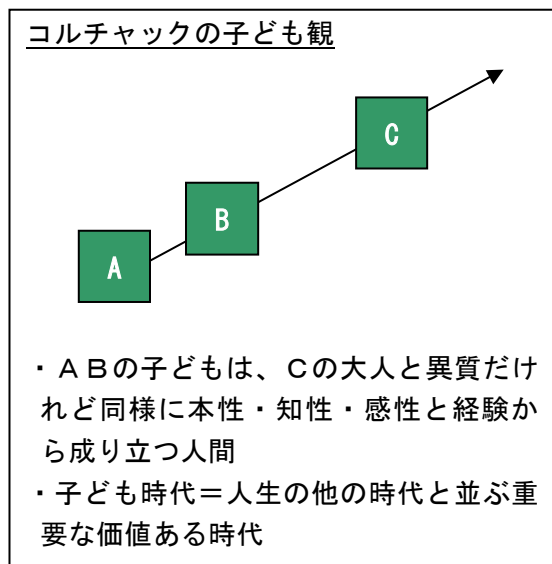 コルチャックの子ども観
C
B
A
・ＡＢの子どもは、Ｃの大人と異質だけ
れど同様に本性・知性・感性と経験か
ら成り立つ人間
・子ども時代＝人生の他の時代と並ぶ重
要な価値ある時代